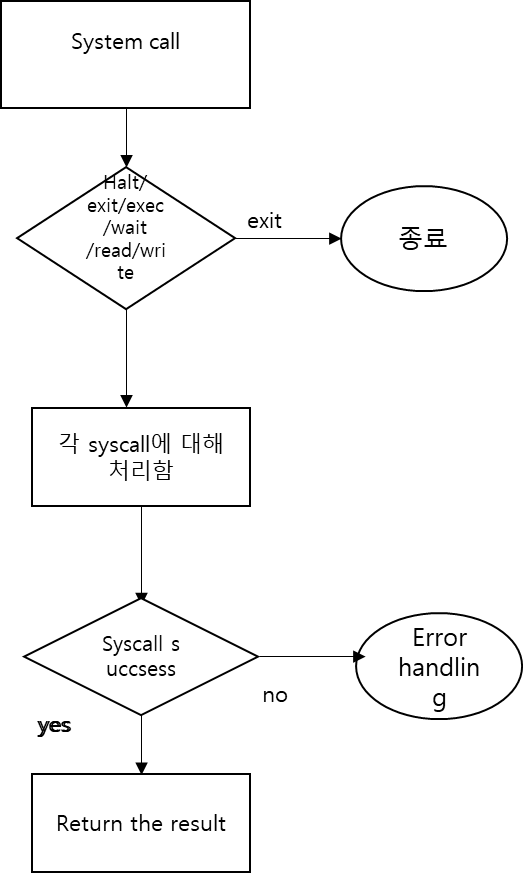 System call
Halt/
exit/exec
/wait
/read/wri
te
exit
종료
각 syscall에 대해
처리함
Syscall s
uccsess
Error
handlin
g
no
yes
Return the result